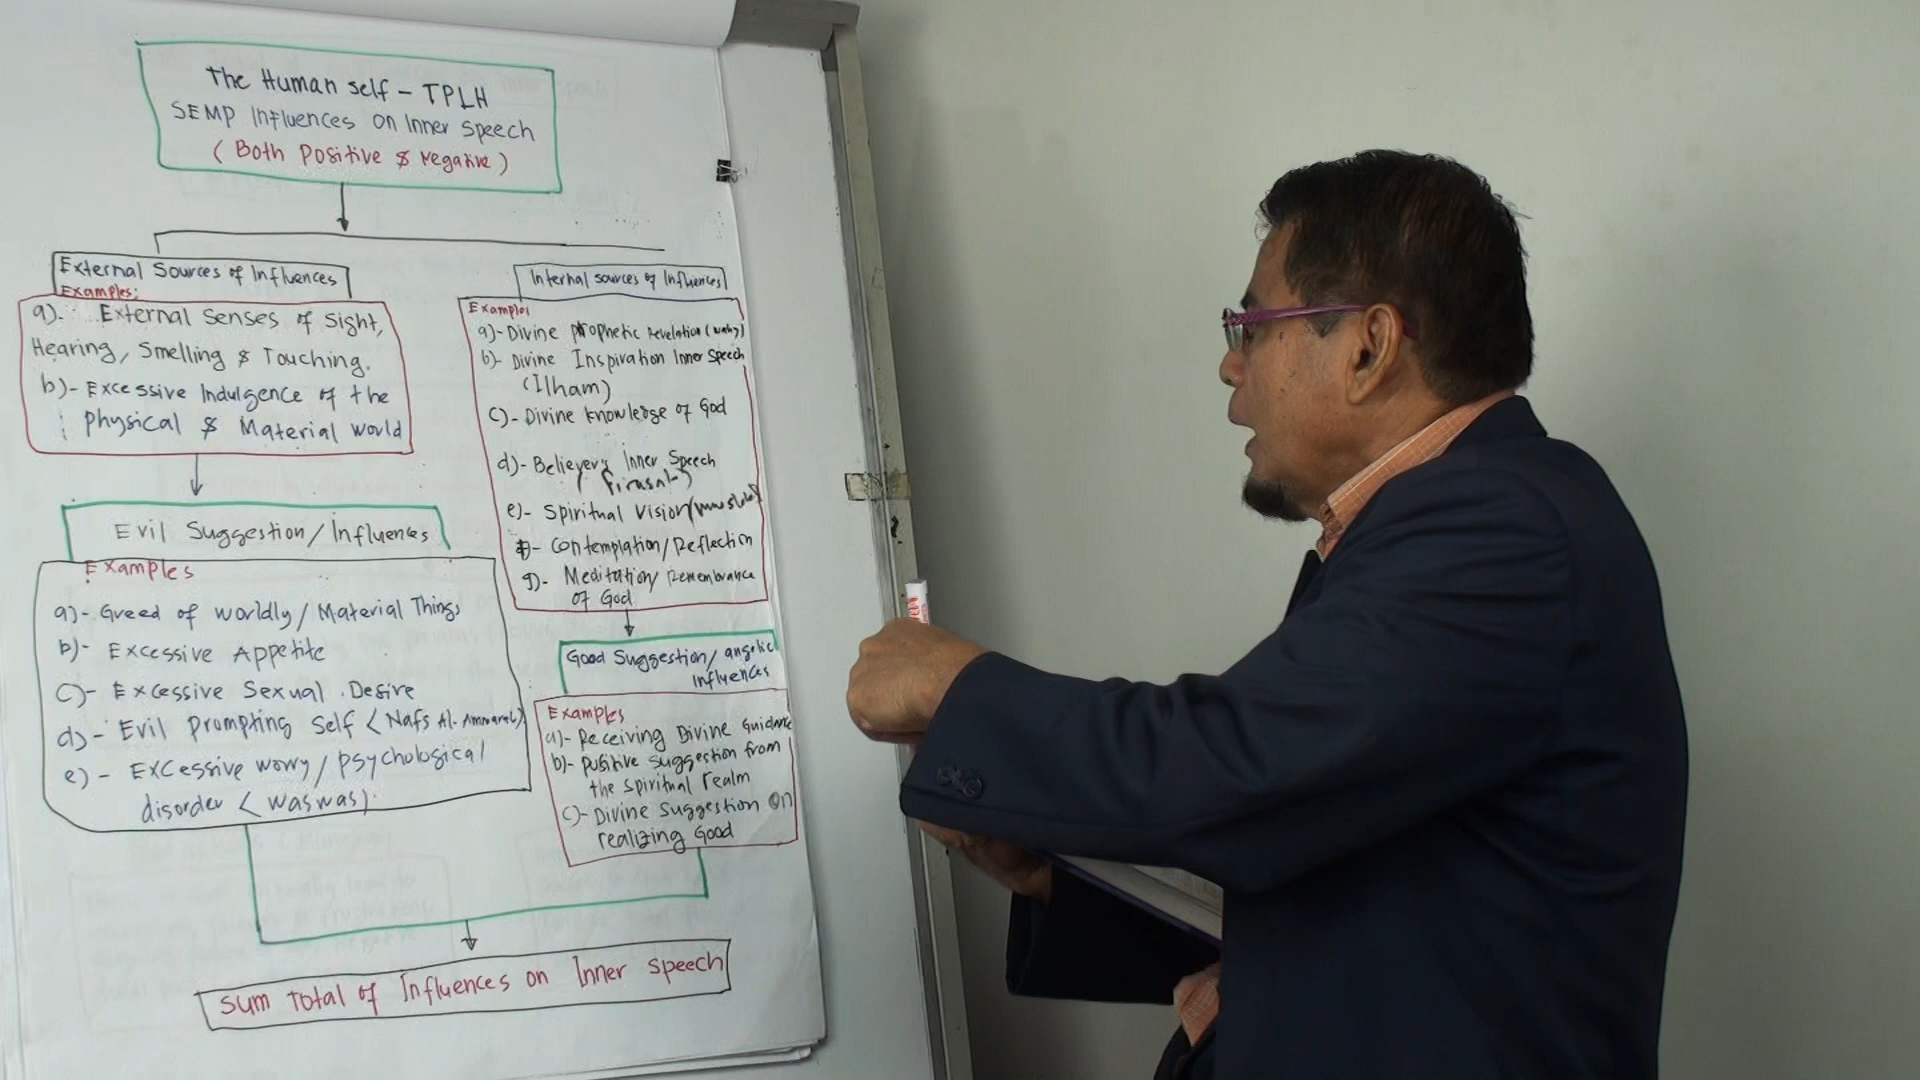 The Human self – TPLH
SEMP Influences on Inner Speech
(Both Positive & Negative)
External Sources of Influences
Examples:
a). External Senses of Sight,
Hearing, Smelling & Touching.
b)- Excessive Indulgence of the
Physical & Material world
Evil Suggestion/Influences
Examples
a)- Greed of worldly/Material Things
b)- Excessive Appetite
c)- Excessive Sexual Desire
d)- Evil Prompting Self (Nafs Al-Ammarah)
e)- Excessive worry/psychological
disorder (waswas).
Internal sources of Influences
Examples
a)- Divine Prophetic Revelation (wahy)
b)- Divine Inspiration Inner Speech
(Ilham)
c)- Divine knowledge of God
d)- Believer's Inner Speech
(firasat)
e)- Spiritual Vision
f)- Contemplation/Reflection
g)- Meditation/Remembrance
of God
Good Suggestion/angelic
Influences
Examples
a)- Receiving Divine Guidance
b)- positive suggestion from
the spiritual realm
c)- Divine Suggestion on
realizing Good
Sum Total of Influences on Inner Speech